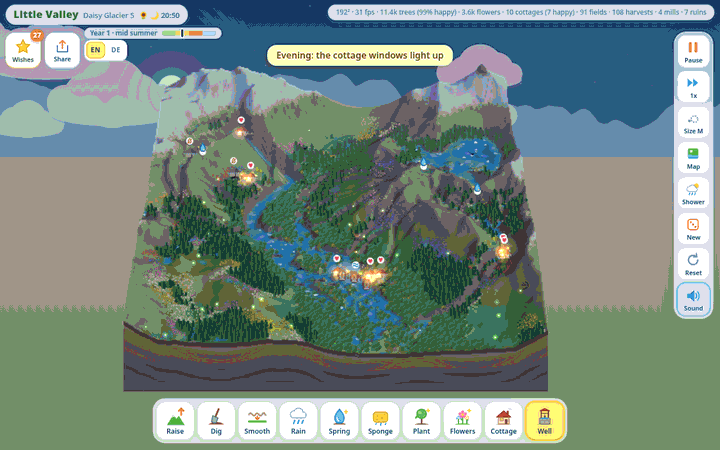 Little Valley Daisy Glacier 5 20:50
192² · 31 fps · 11.4k trees (99% happy) · 3.6k flowers · 10 cottages (7 happy) · 91 fields · 108 harvests · 4 mills · 7 ruins
Year 1 · mid summer
27
Wishes
Share
EN DE
Evening: the cottage windows light up
Pause
1x
Size M
Map
Shower
New
Reset
Sound
Raise
Dig
Smooth
Rain
Spring
Sponge
Plant
Flowers
Cottage
Well